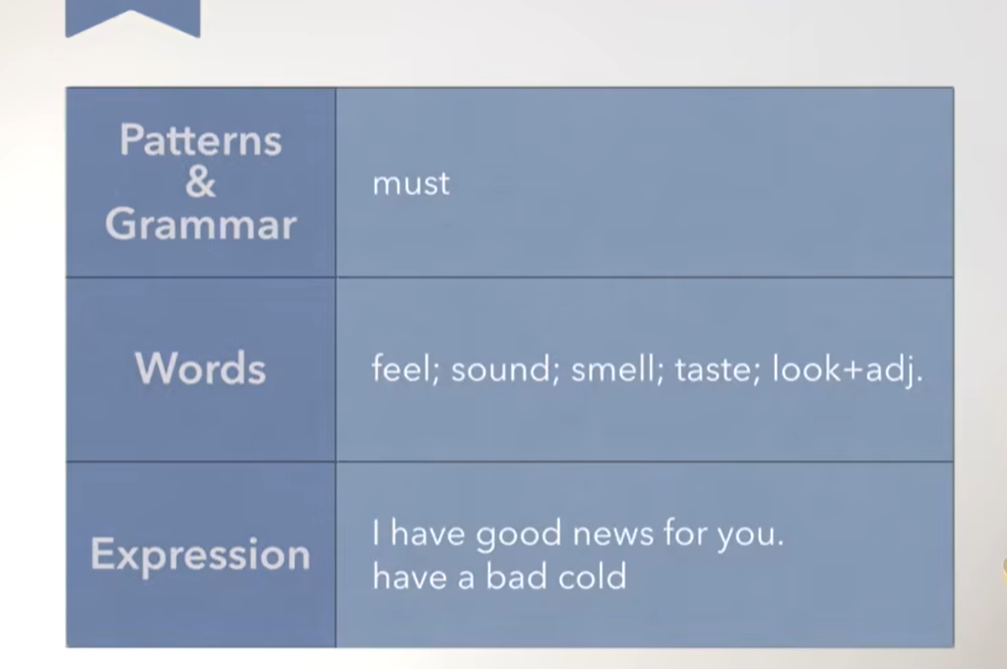 Patterns
&
Grammar
must
Words
feel; sound; smell; taste; look+adj.
Expression
I have good news for you.
have a bad cold